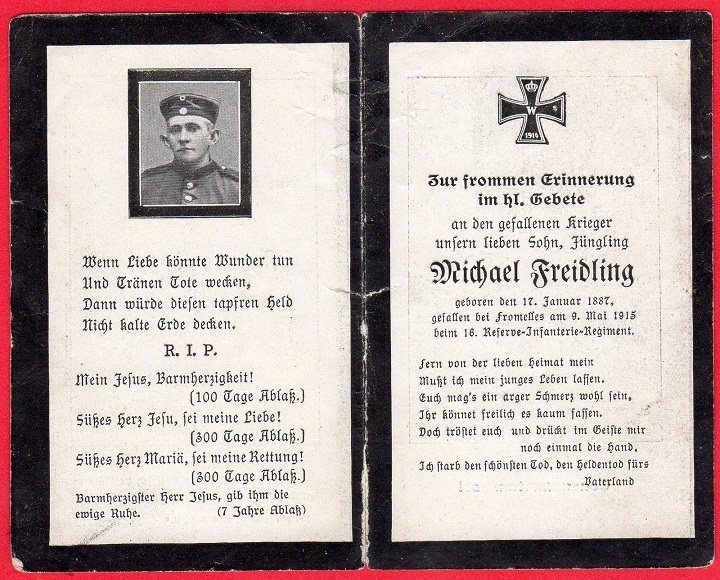 Wenn Liebe könnte Wunder tun
Und Tränen Tote wecken,
Dann würde diesen tapfren Held
Nicht kalte Erde decken.
R. I. P.
Mein Jesus, Barmherzigkeit!
(100 Tage Ablaß.)
Süßes Herz Jesu, sei meine Liebe!
(300 Tage Ablaß.)
Süßes Herz Mariä, sei meine Rettung!
(300 Tage Ablaß.)
Barmherzigster Herr Jesus, gib ihm die
ewige Ruhe. (7 Jahre Ablaß)
W
1914
Zur frommen Erinnerung
im hl. Gebete
an den gefallenen Krieger
unsern lieben Sohn, Jüngling
Michael Freidling
geboren den 17. Januar 1887,
gefallen bei Fromelles am 9. Mai 1915
beim 16. Reserve-Infanterie-Regiment.
Fern von der lieben Heimat mein
Mußt ich mein junges Leben lassen.
Euch mag's ein arger Schmerz wohl sein,
Ihr könnet freilich es kaum fassen.
Doch tröstet euch und drückt im Geiste mir
noch einmal die Hand,
Ich starb den schönsten Tod, den Heldentod fürs
Vaterland